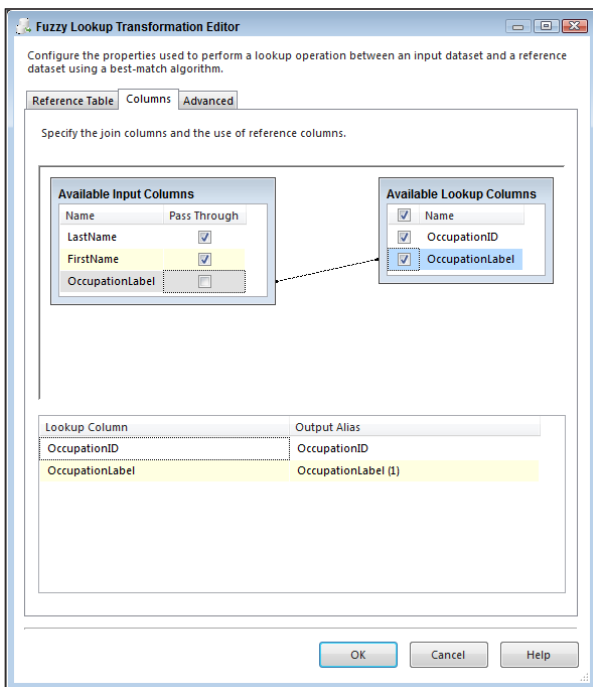 Fuzzy Lookup Transformation Editor
Configure the properties used to perform a lookup operation between an input dataset and a reference
dataset using a best-match algorithm.
Reference Table Columns Advanced
Specify the join columns and the use of reference columns.
Available Input Columns
Name Pass Through
LastName
FirstName
OccupationLabel
Available Lookup Columns
Name
OccupationID
OccupationLabel
Lookup Column Output Alias
OccupationID OccupationID
OccupationLabel OccupationLabel (1)
OK Cancel Help